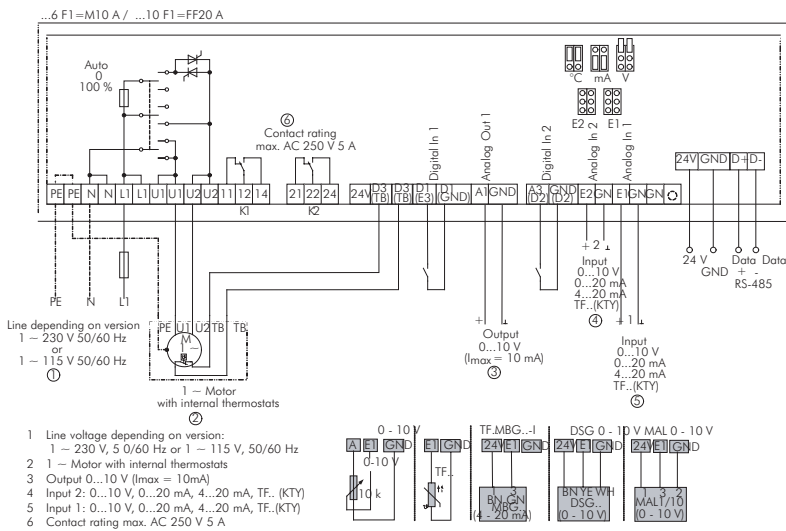 ...6 F1=M10 A / ...10 F1=FF20 A
Auto
0
100 %
⑥
Contact rating
max. AC 250 V 5 A
Digital In 1
Analog Out 1
Digital In 2
Analog In 2
Analog In 1
°C mA V
E2 E1
24V GND D+ D-
PE PE N N L1 L1 U1 U1 U2 U2 11 12 14
K1
21 22 24
K2
24V D3 (TB) D3 (TB) D1 (E3) D1 (GND)
A1 GND
A3 (D2) GND (D2) E2 GN E1 GN GN
24 V
GND
Data +
Data -
RS-485
+ 2 ⊥
Input
0...10 V
0...20 mA
4...20 mA
TF..(KTY)
④
+ 1 ⊥
Input
0...10 V
0...20 mA
4...20 mA
TF..(KTY)
⑤
+ ⊥
Output
0...10 V
(Imax = 10 mA)
③
PE N L1
Line depending on version
1 ~ 230 V 50/60 Hz
or
1 ~ 115 V 50/60 Hz
①
PE U1 U2 TB TB
M
~
1 ~ Motor
with internal thermostats
②
1 Line voltage depending on version:
1 ~ 230 V, 5 0/60 Hz or 1 ~ 115 V, 50/60 Hz
2 1 ~ Motor with internal thermostats
3 Output 0...10 V (Imax = 10mA)
4 Input 2: 0...10 V, 0...20 mA, 4...20 mA, TF.. (KTY)
5 Input 1: 0...10 V, 0...20 mA, 4...20 mA, TF..(KTY)
6 Contact rating max. AC 250 V 5 A
0 - 10 V
A E1 GND
0-10 V
10 k
E1 GND
TF..
TF.MBG..-I
24V E1 GND
1 3
BN GN
MBG..
(4 - 20 mA)
DSG 0 - 10 V
24V E1 GND
BN YE WH
DSG..
(0 - 10 V)
MAL 0 - 10 V
24V E1 GND
1 3 2
MAL1/10
(0 - 10 V)